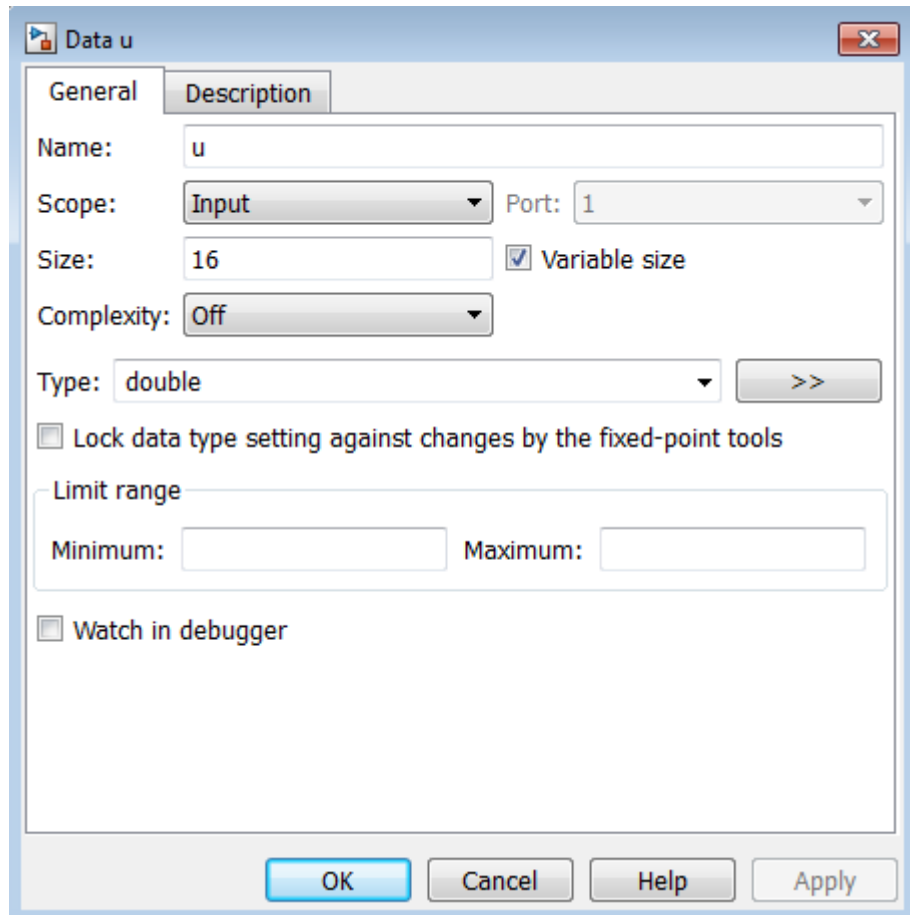 Data u
General Description
Name: u
Scope: Input Port: 1
Size: 16 Variable size
Complexity: Off
Type: double >>
Lock data type setting against changes by the fixed-point tools
Limit range
Minimum: Maximum:
Watch in debugger
OK Cancel Help Apply